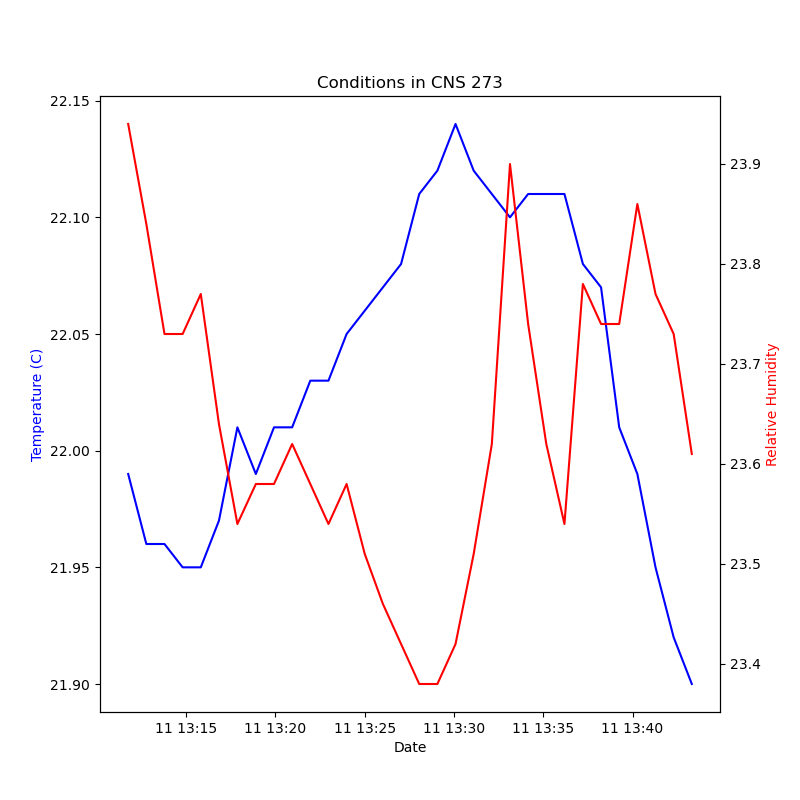 Conditions in CNS 273
22.15
22.10
22.05
22.00
21.95
21.90
Temperature (C)
23.9
23.8
23.7
23.6
23.5
23.4
Relative Humidity
11 13:15 11 13:20 11 13:25 11 13:30 11 13:35 11 13:40
Date